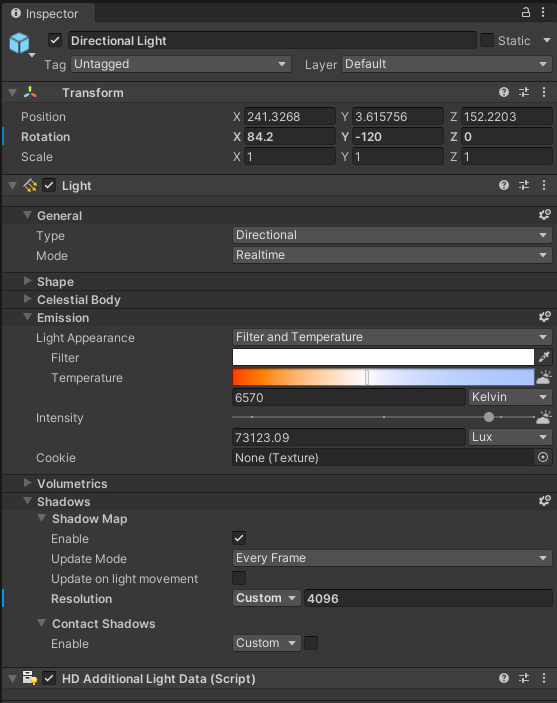 Inspector
Directional Light Static
Tag Untagged Layer Default
Transform
Position X 241.3268 Y 3.615756 Z 152.2203
Rotation X 84.2 Y -120 Z 0
Scale X 1 Y 1 Z 1
Light
General
Type Directional
Mode Realtime
Shape
Celestial Body
Emission
Light Appearance Filter and Temperature
Filter
Temperature
6570 Kelvin
Intensity
73123.09 Lux
Cookie None (Texture)
Volumetrics
Shadows
Shadow Map
Enable
Update Mode Every Frame
Update on light movement
Resolution Custom 4096
Contact Shadows
Enable Custom
HD Additional Light Data (Script)